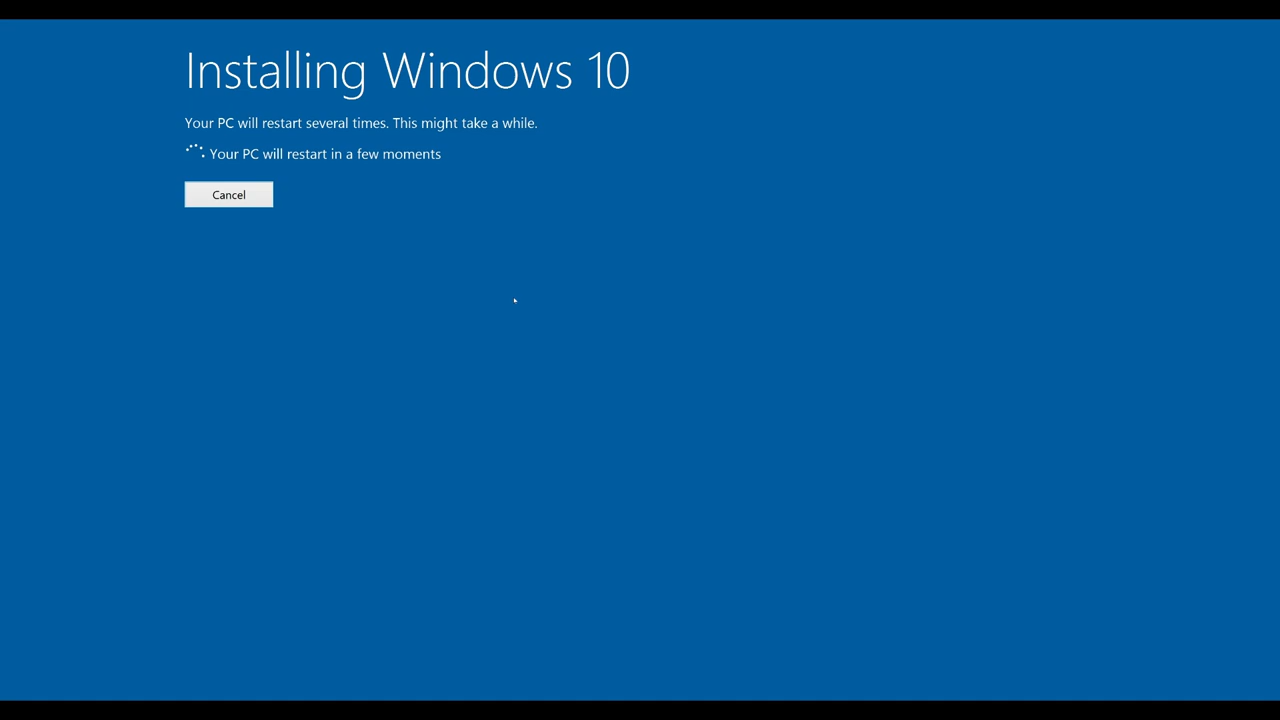 Installing Windows 10
Your PC will restart several times. This might take a while.
Your PC will restart in a few moments
Cancel